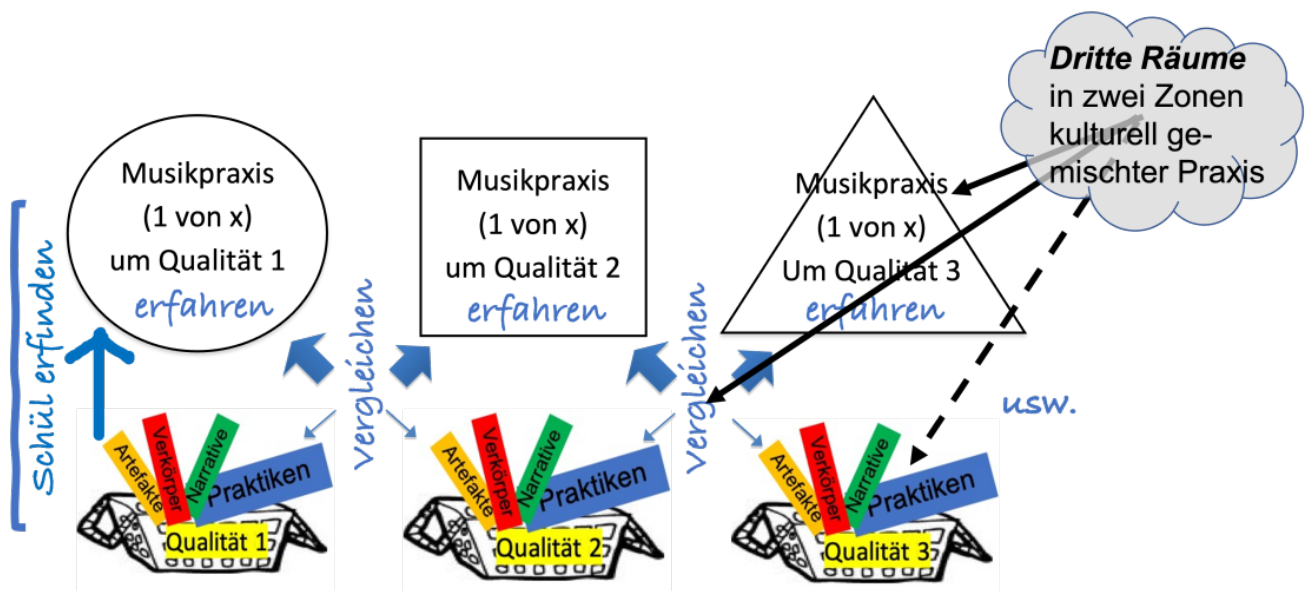 Dritte Räume
in zwei Zonen
kulturell ge-
mischter Praxis
Musikpraxis
(1 von x)
um Qualität 1
erfahren
Musikpraxis
(1 von x)
um Qualität 2
erfahren
Musikpraxis
(1 von x)
Um Qualität 3
erfahren
Schül erfinden
vergleichen
vergleichen
usw.
Artefakte
Verkörper
Narrative
Praktiken
Qualität 1
Artefakte
Verkörper
Narrative
Praktiken
Qualität 2
Artefakte
Verkörper
Narrative
Praktiken
Qualität 3